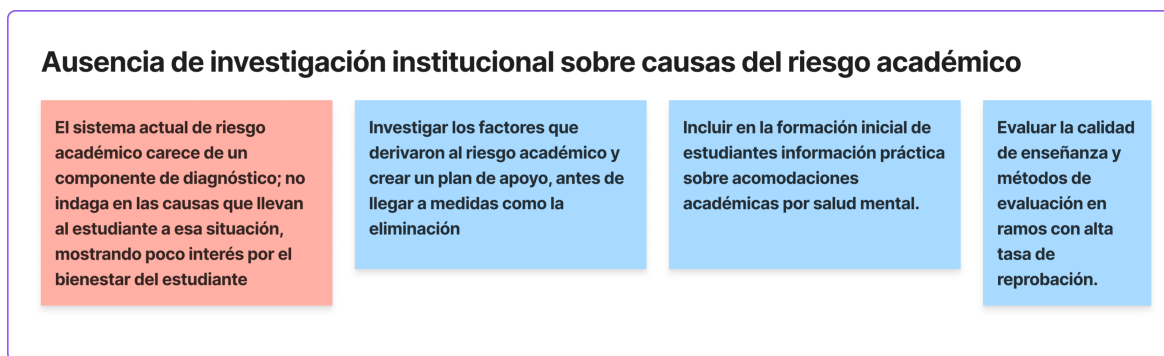 Ausencia de investigación institucional sobre causas del riesgo académico
El sistema actual de riesgo
académico carece de un
componente de diagnóstico; no
indaga en las causas que llevan
al estudiante a esa situación,
mostrando poco interés por el
bienestar del estudiante
Investigar los factores que
derivaron al riesgo académico y
crear un plan de apoyo, antes de
llegar a medidas como la
eliminación
Incluir en la formación inicial de
estudiantes información práctica
sobre acomodaciones
académicas por salud mental.
Evaluar la calidad
de enseñanza y
métodos de
evaluación en
ramos con alta
tasa de
reprobación.